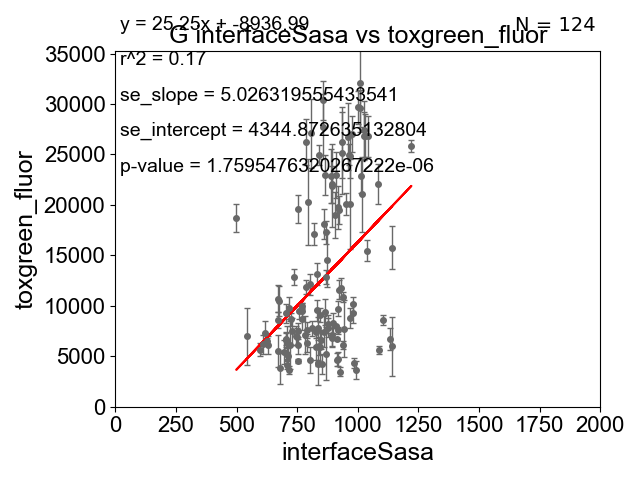 y = 25.25x + -8936.99
N = 124
G interfaceSasa vs toxgreen_fluor
r^2 = 0.17
se_slope = 5.026319555433541
se_intercept = 4344.872635132804
p-value = 1.7595476320267222e-06
35000
30000
25000
20000
15000
10000
5000
0
toxgreen_fluor
0 250 500 750 1000 1250 1500 1750 2000
interfaceSasa